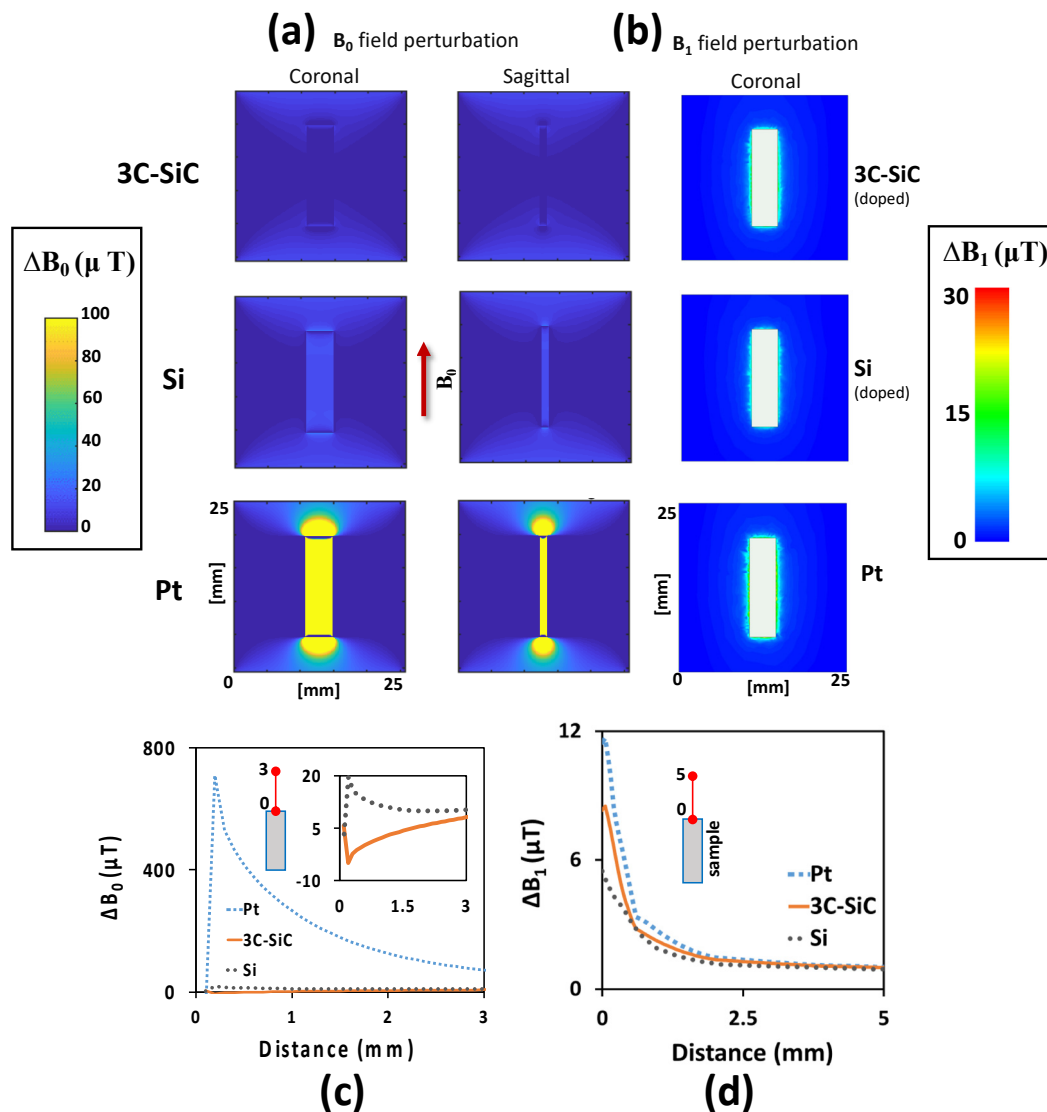 (a) B0 field perturbation
(b) B1 field perturbation
Coronal
Sagittal
Coronal
3C-SiC
3C-SiC
(doped)
ΔB0 (μ T)
100
80
60
40
20
0
ΔB1 (μT)
30
15
0
Si
B0
Si
(doped)
Pt
25
[mm]
0
[mm]
25
25
[mm]
0
[mm]
25
Pt
800
400
0
ΔB0 (μT)
0
1
2
3
Distance (mm)
3
0
20
5
-10
0
1.5
3
Pt
3C-SiC
Si
(c)
12
6
0
ΔB1 (μT)
0
2.5
5
Distance (mm)
5
0
sample
Pt
3C-SiC
Si
(d)